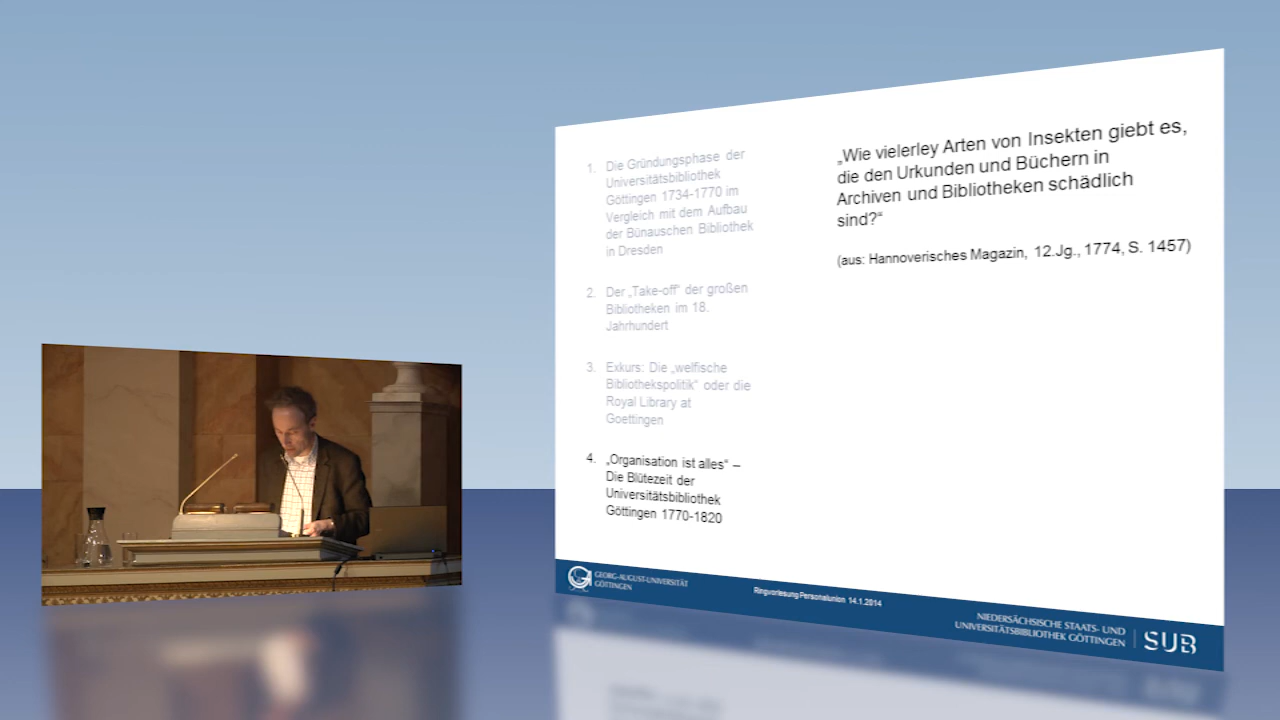 1. Die Gründungsphase der
Universitätsbibliothek
Göttingen 1734-1770 im
Vergleich mit dem Aufbau
der Bünauschen Bibliothek
in Dresden
2. Der „Take-off“ der großen
Bibliotheken im 18.
Jahrhundert
3. Exkurs: Die „welfische
Bibliothekspolitik“ oder die
Royal Library at
Goettingen
4. „Organisation ist alles“ –
Die Blütezeit der
Universitätsbibliothek
Göttingen 1770-1820
„Wie vielerley Arten von Insekten giebt es,
die den Urkunden und Büchern in
Archiven und Bibliotheken schädlich
sind?“
(aus: Hannoverisches Magazin, 12.Jg., 1774, S. 1457)
GEORG-AUGUST-UNIVERSITÄT
GÖTTINGEN
Ringvorlesung Personalunion 14.1.2014
NIEDERSÄCHSISCHE STAATS- UND
UNIVERSITÄTSBIBLIOTHEK GÖTTINGEN
SUB